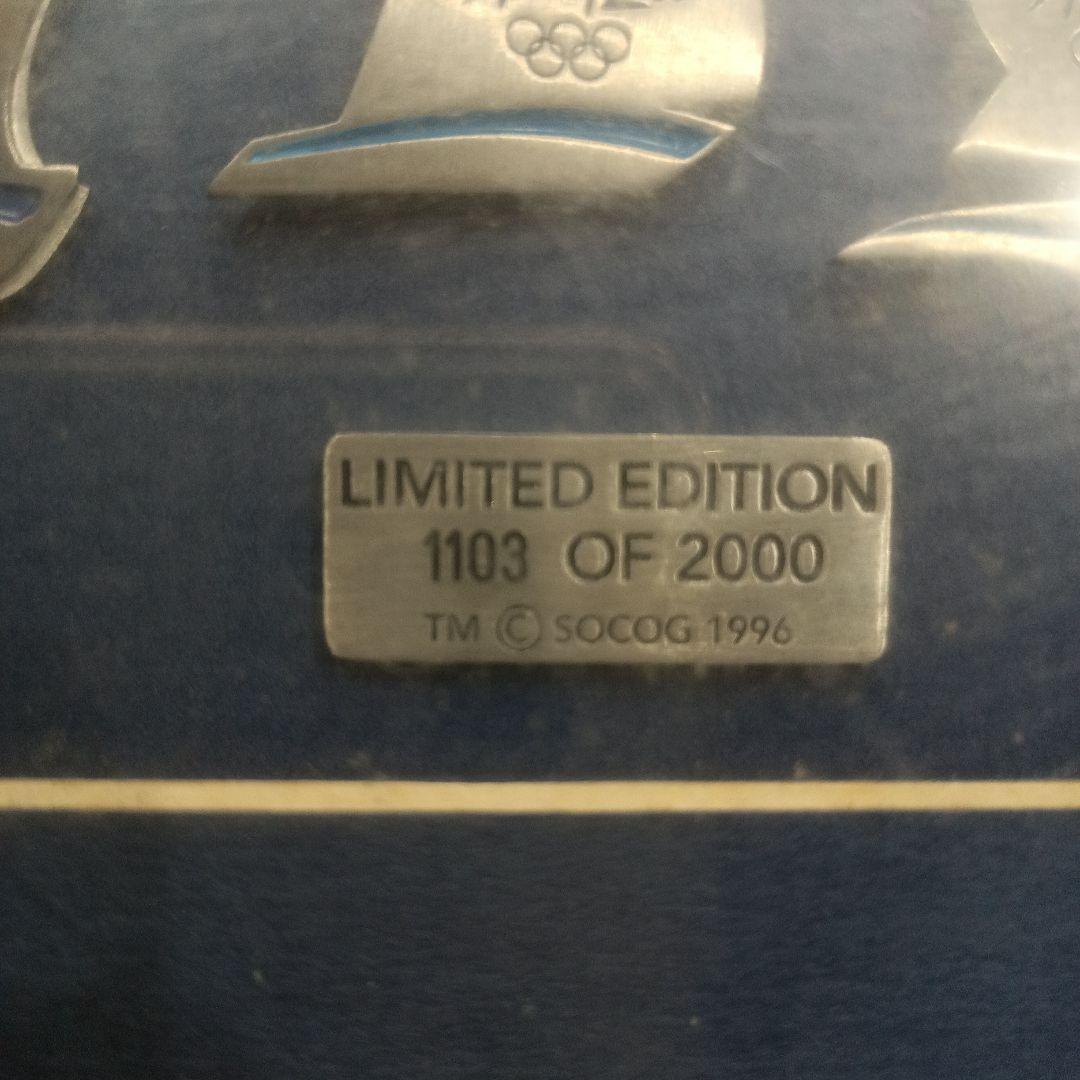 LIMITED EDITION
1103 OF 2000
TM © SOCOG 1996